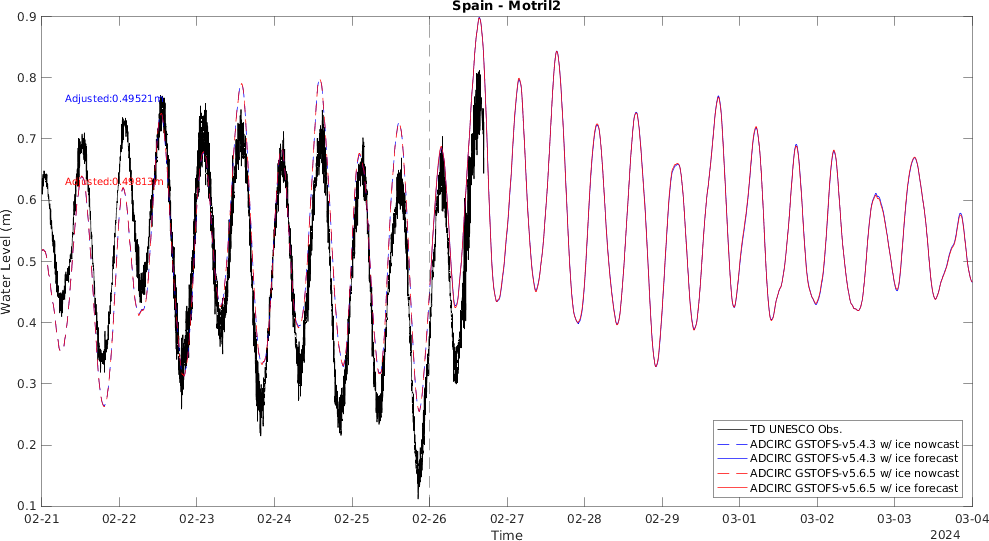 Spain - Motril2
0.9
0.8
0.7
0.6
0.5
0.4
0.3
0.2
0.1
Water Level (m)
Adjusted:0.49521m
Adjusted:0.49813m
TD UNESCO Obs.
ADCIRC GSTOFS-v5.4.3 w/ ice nowcast
ADCIRC GSTOFS-v5.4.3 w/ ice forecast
ADCIRC GSTOFS-v5.6.5 w/ ice nowcast
ADCIRC GSTOFS-v5.6.5 w/ ice forecast
02-21 02-22 02-23 02-24 02-25 02-26 02-27 02-28 02-29 03-01 03-02 03-03 03-04
Time
2024